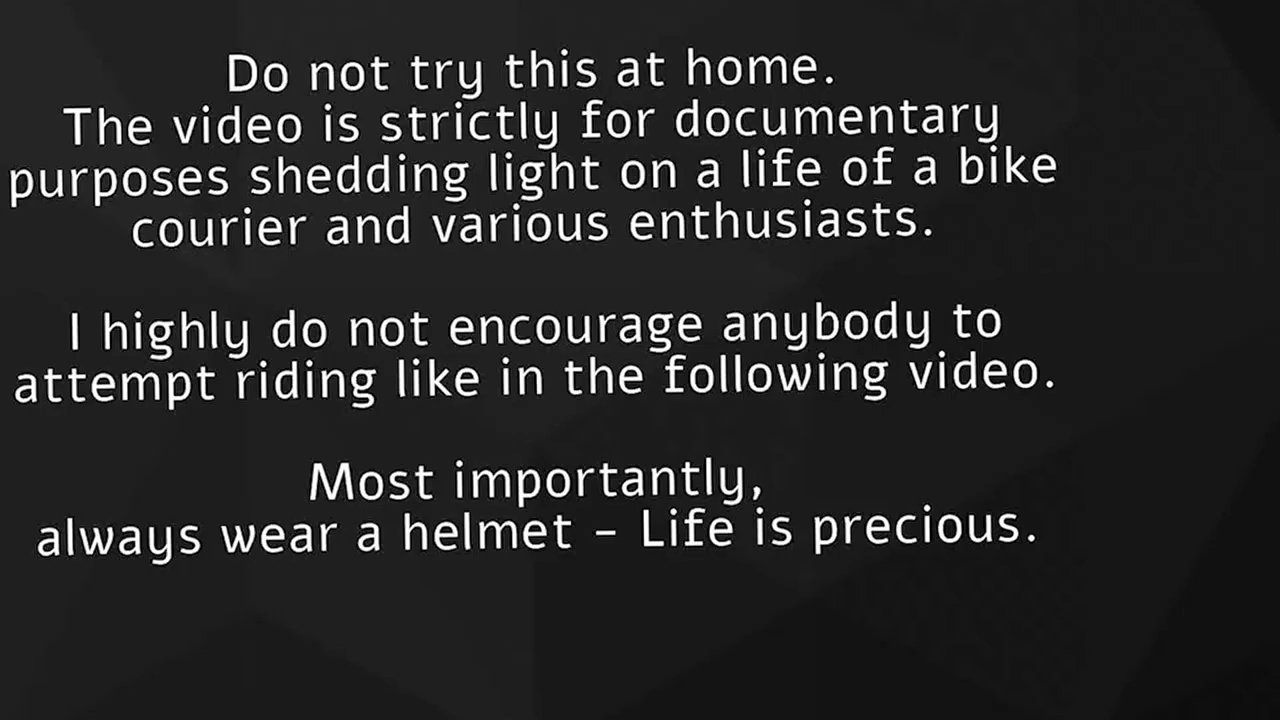 Do not try this at home.
The video is strictly for documentary
purposes shedding light on a life of a bike
courier and various enthusiasts.
I highly do not encourage anybody to
attempt riding like in the following video.
Most importantly,
always wear a helmet – Life is precious.